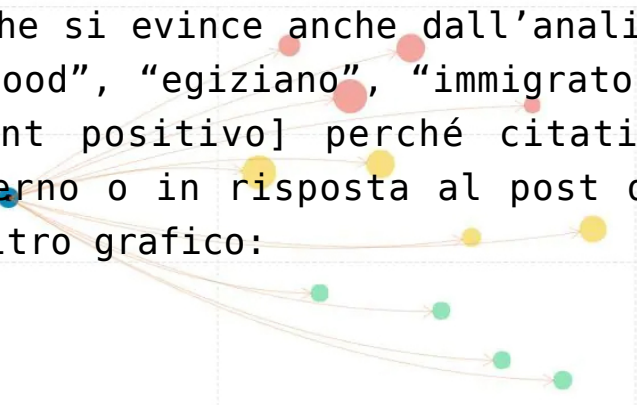 he si evince anche dall’anali
ood”, “egiziano”, “immigrato
nt positivo] perché citati
erno o in risposta al post
tro grafico: